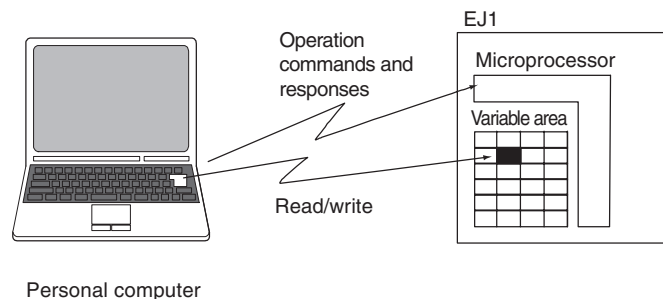 EJ1
Operation
commands and
responses
Microprocessor
Variable area
Read/write
Personal computer